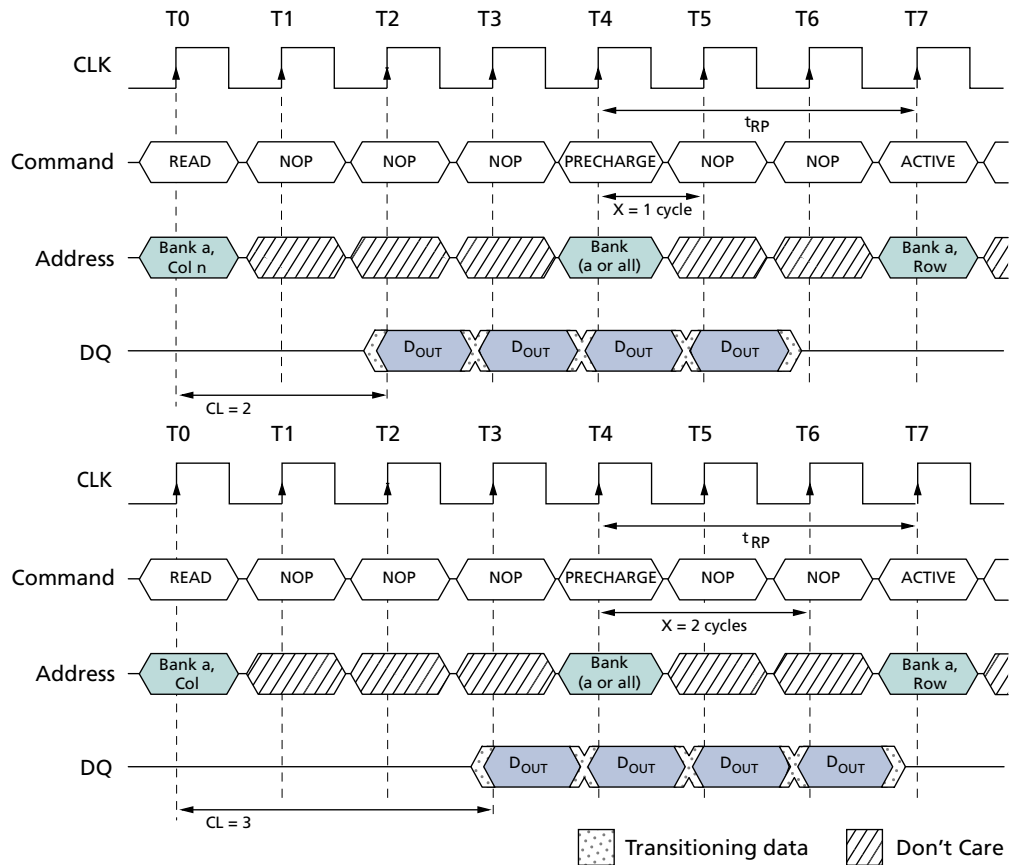 T0 T1 T2 T3 T4 T5 T6 T7
CLK
tRP
Command READ NOP NOP NOP PRECHARGE NOP NOP ACTIVE
X = 1 cycle
Address Bank a, Col n Bank (a or all) Bank a, Row
DQ DOUT DOUT DOUT DOUT
CL = 2
T0 T1 T2 T3 T4 T5 T6 T7
CLK
tRP
Command READ NOP NOP NOP PRECHARGE NOP NOP ACTIVE
X = 2 cycles
Address Bank a, Col Bank (a or all) Bank a, Row
DQ DOUT DOUT DOUT DOUT
CL = 3
Transitioning data Don't Care